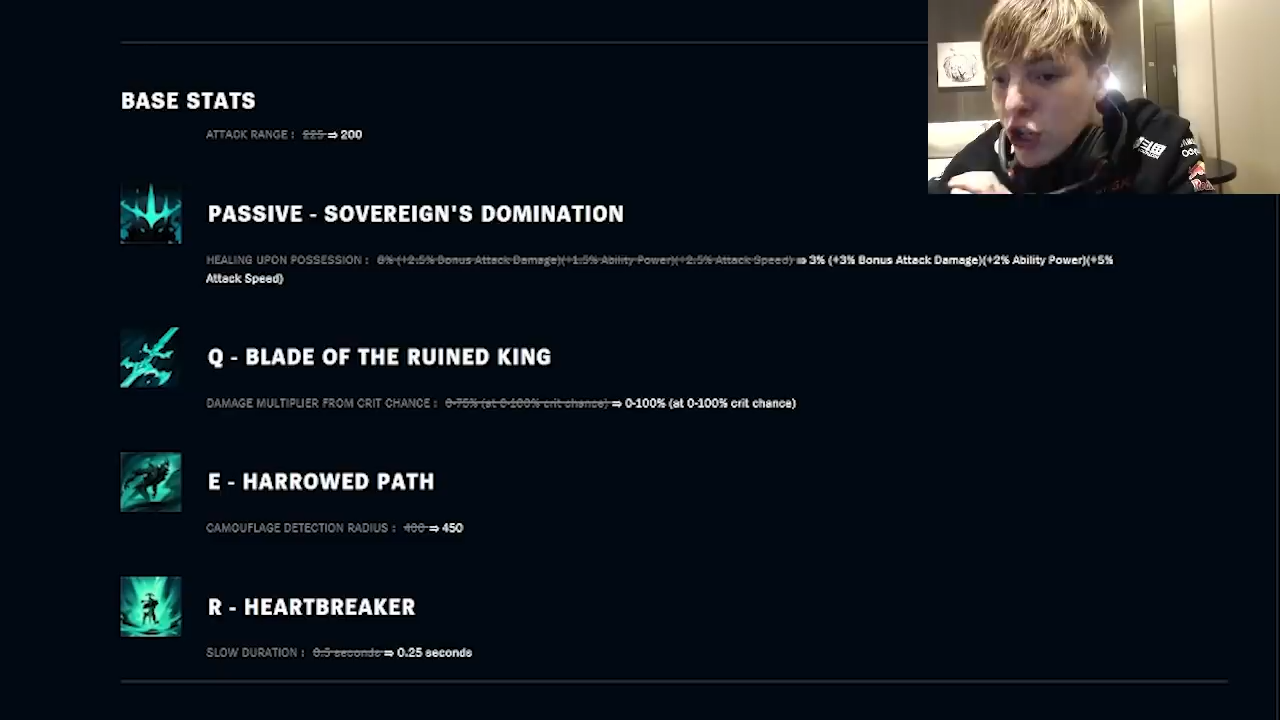 BASE STATS
ATTACK RANGE : 225 ⇒ 200
PASSIVE - SOVEREIGN'S DOMINATION
HEALING UPON POSSESSION : 6% (+2.5% Bonus Attack Damage)(+1.5% Ability Power)(+2.5% Attack Speed) ⇒ 3% (+3% Bonus Attack Damage)(+2% Ability Power)(+5%
Attack Speed)
Q - BLADE OF THE RUINED KING
DAMAGE MULTIPLIER FROM CRIT CHANCE : 0-75% (at 0-100% crit chance) ⇒ 0-100% (at 0-100% crit chance)
E - HARROWED PATH
CAMOUFLAGE DETECTION RADIUS : 400 ⇒ 450
R - HEARTBREAKER
SLOW DURATION : 0.5 seconds ⇒ 0.25 seconds